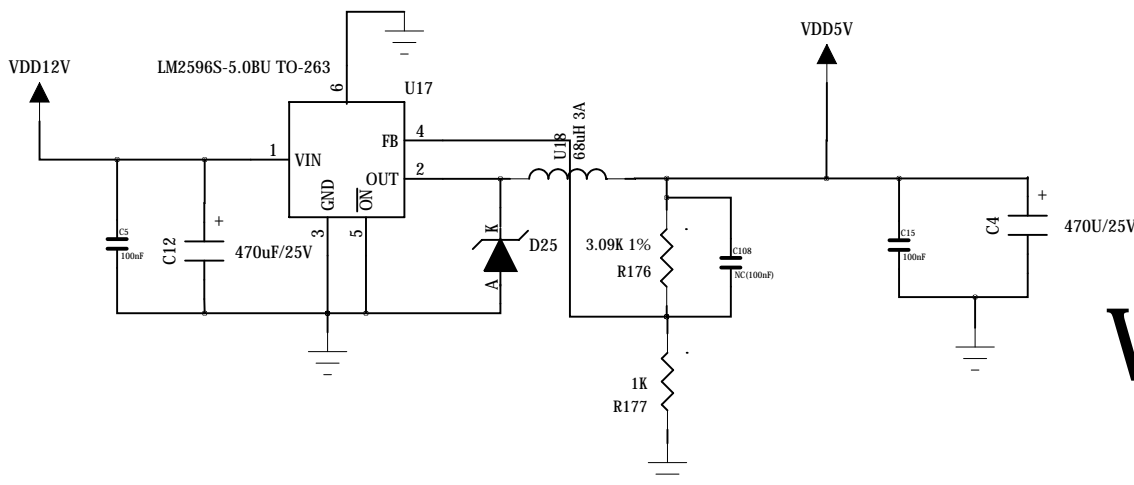 VDD5V
VDD12V
LM2596S-5.0BU TO-263
6
U17
1
VIN
FB
4
OUT
2
GND
ON
3
5
U18
68uH 3A
C5
100nF
C12
+
470uF/25V
K
D25
A
3.09K 1%
R176
C108
NC(100nF)
1K
R177
C15
100nF
C4
+
470U/25V